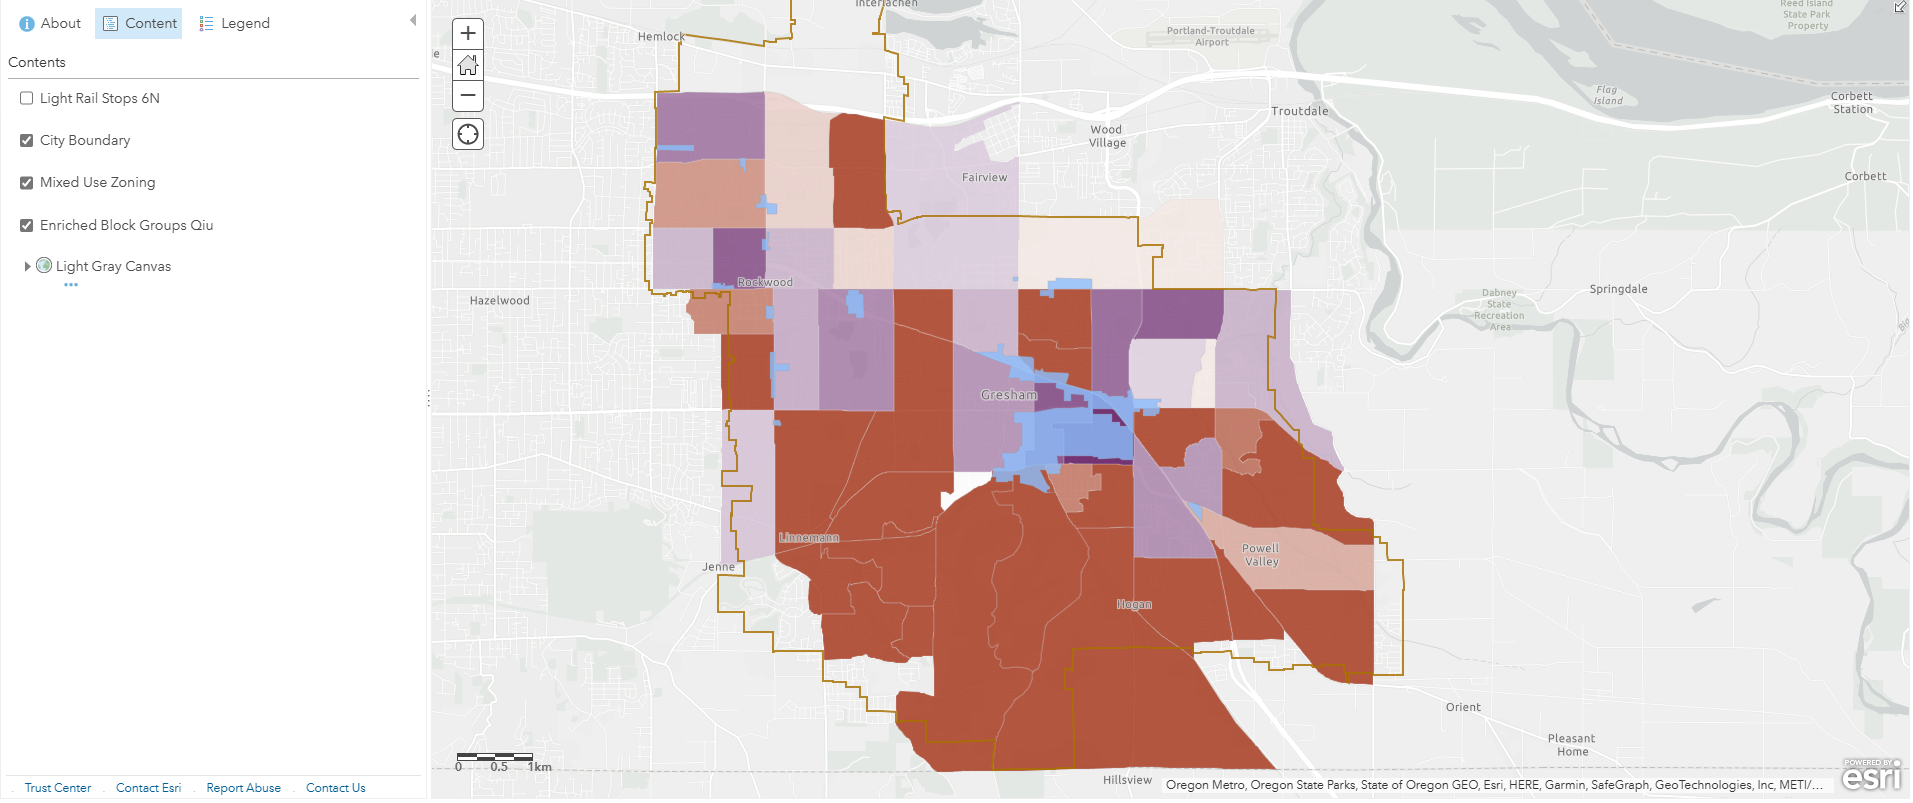 About
Content
Legend
Contents
Light Rail Stops 6N
City Boundary
Mixed Use Zoning
Enriched Block Groups Qiu
Light Gray Canvas
Trust Center
Contact Esri
Report Abuse
Contact Us
Interlachen
Hemlock
Portland-Troutdale
Airport
Reed Island
State Park
Property
Flag
Island
Corbett
Station
Troutdale
Wood
Village
Fairview
Corbett
Rockwood
Hazelwood
Springdale
Dabney
State
Recreation
Area
Gresham
Linnemann
Jenne
Powell
Valley
Hogan
Orient
Pleasant
Home
Hillsview
0 0.5 1km
Oregon Metro, Oregon State Parks, State of Oregon GEO, Esri, HERE, Garmin, SafeGraph, GeoTechnologies, Inc, METI/...
POWERED BY
esri